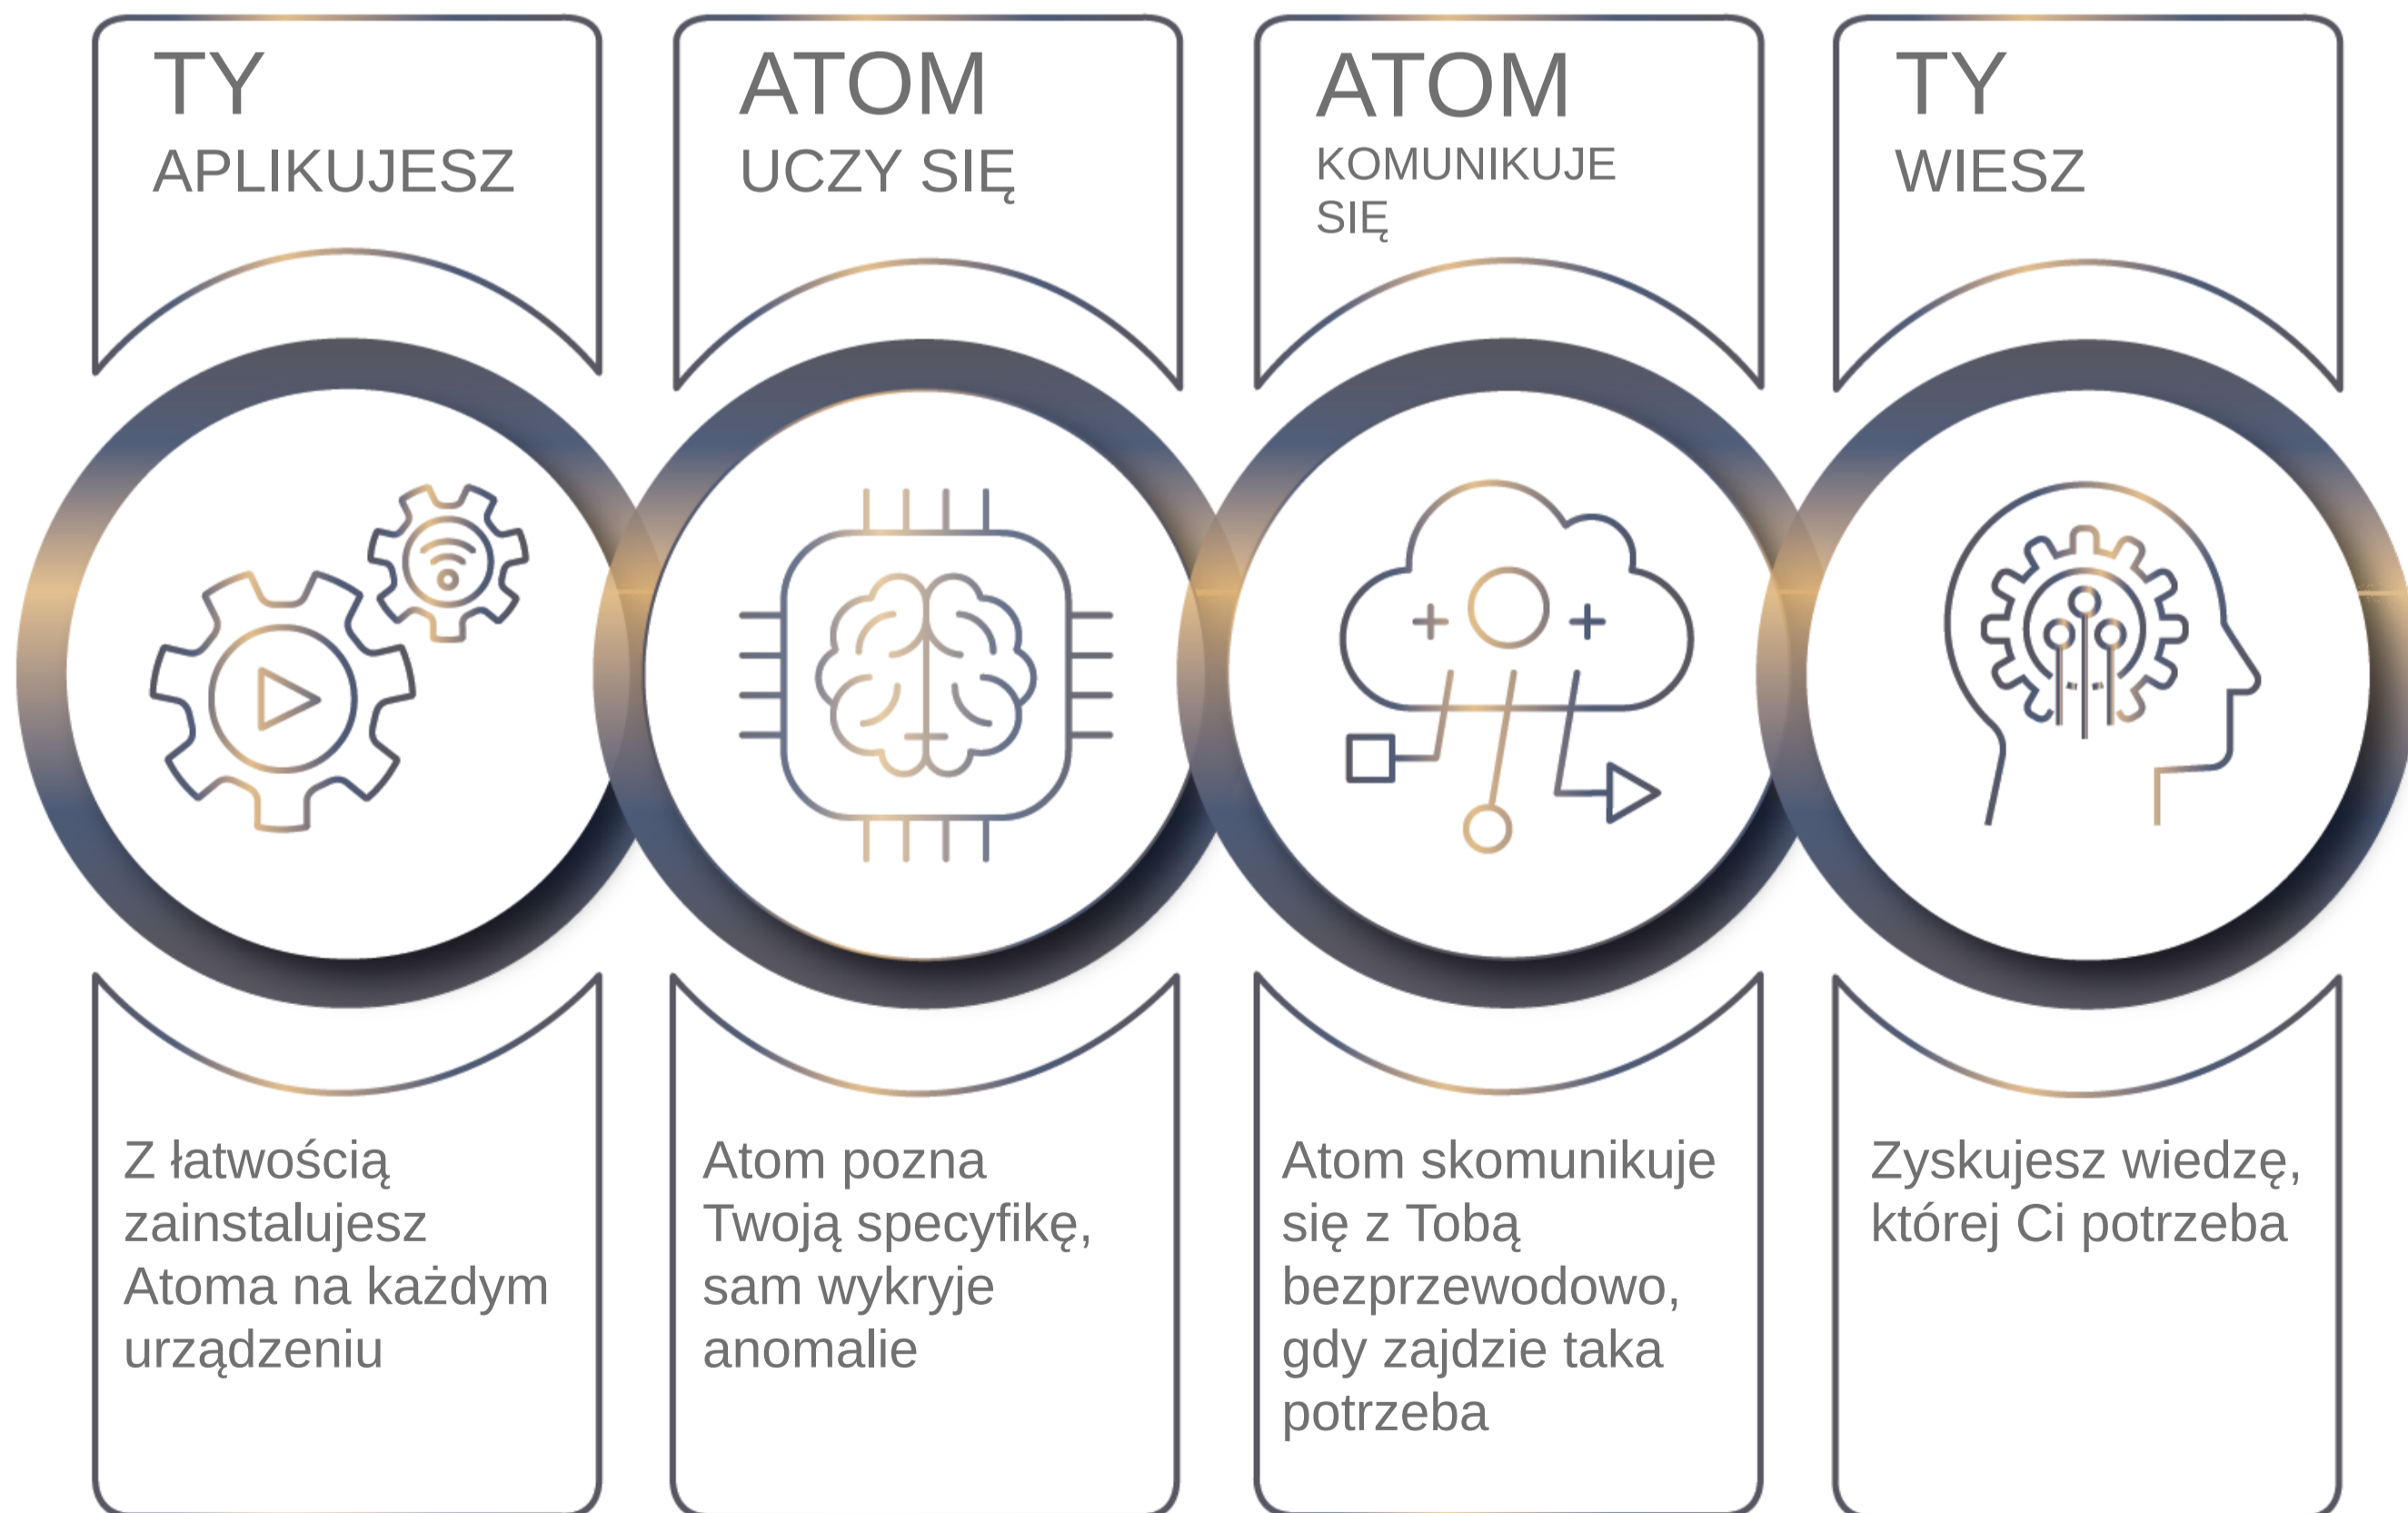 TY
APLIKUJESZ
ATOM
UCZY SIĘ
ATOM
KOMUNIKUJE
SIĘ
TY
WIESZ
Z łatwością
zainstalujesz
Atoma na każdym
urządzeniu
Atom pozna
Twoją specyfikę,
sam wykryje
anomalie
Atom skomunikuje
się z Tobą
bezprzewodowo,
gdy zajdzie taka
potrzeba
Zyskujesz wiedzę,
której Ci potrzeba